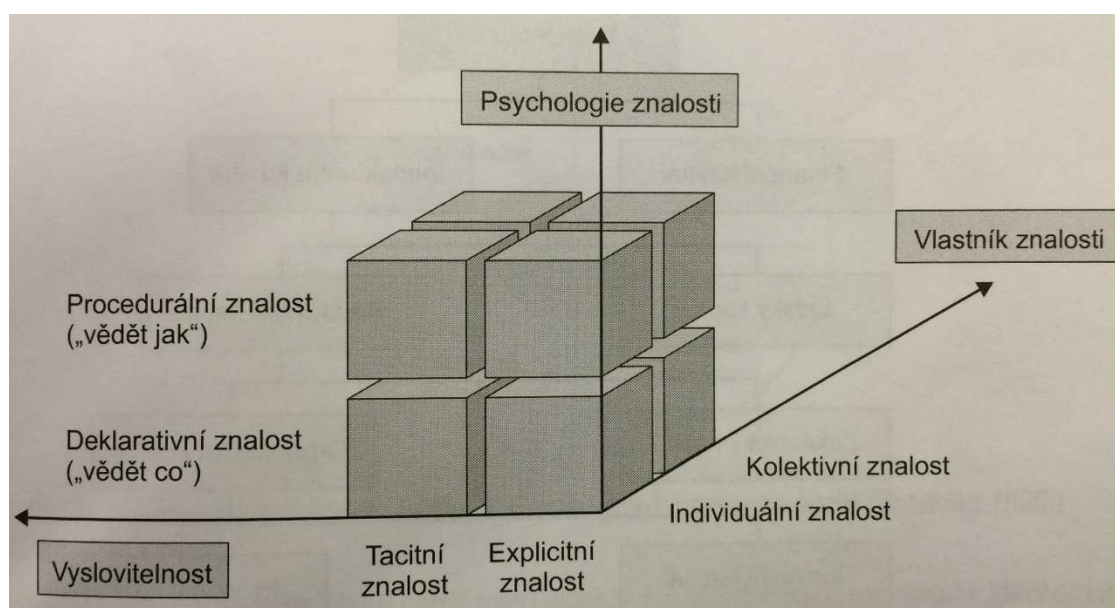 Psychologie znalosti
Vlastník znalosti
Procedurální znalost
(„vědět jak“)
Deklarativní znalost
(„vědět co“)
Kolektivní znalost
Individuální znalost
Vyslovitelnost
Tacitní
znalost
Explicitní
znalost